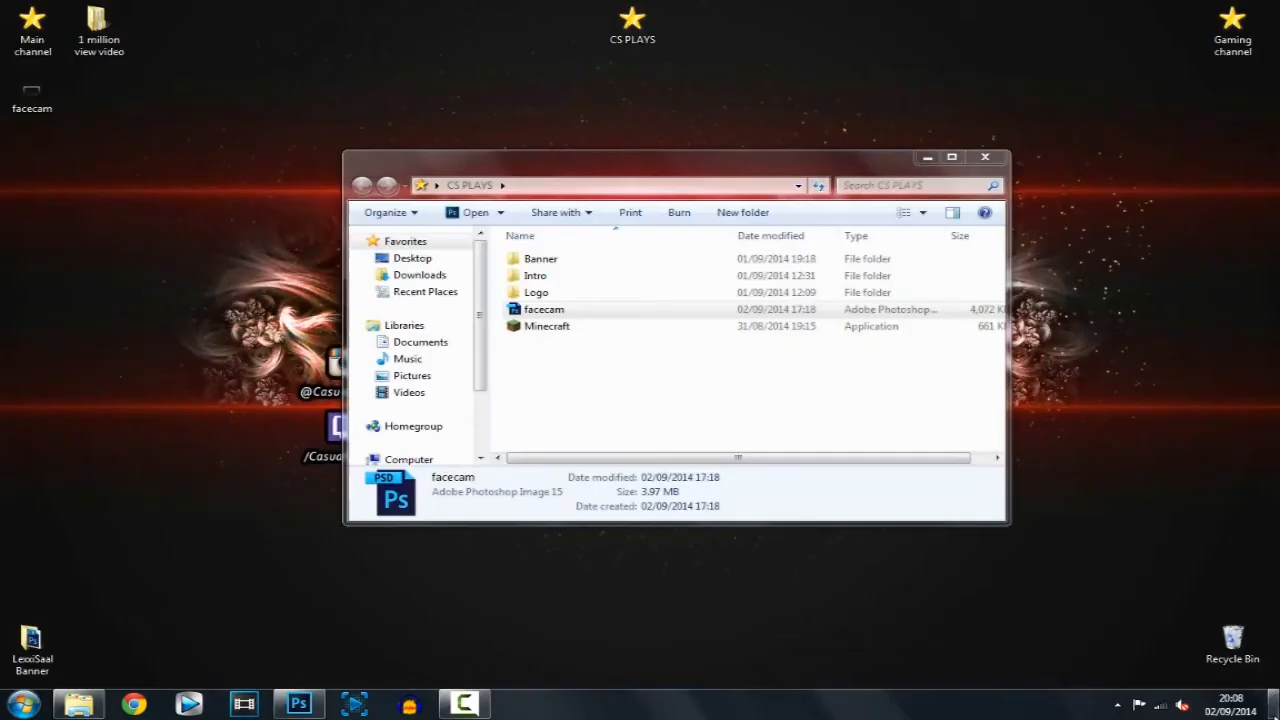 Main
channel
1 million
view video
CS PLAYS
Gaming
channel
facecam
CS PLAYS
Search CS PLAYS
Organize
Ps
Open
Share with
Print
Burn
New folder
Favorites
Desktop
Downloads
Recent Places
Libraries
Documents
Music
Pictures
Videos
Homegroup
Computer
Name
Date modified
Type
Size
Banner
01/09/2014 19:18
File folder
Intro
01/09/2014 12:31
File folder
Logo
01/09/2014 12:09
File folder
facecam
02/09/2014 17:18
Adobe Photoshop...
4,072 K
Minecraft
31/08/2014 19:15
Application
661 K
@Casu
/Casua
PSD
Ps
facecam
Adobe Photoshop Image 15
Date modified: 02/09/2014 17:18
Size: 3.97 MB
Date created: 02/09/2014 17:18
LexxiSaal
Banner
Recycle Bin
Ps
C
20:08
02/09/2014